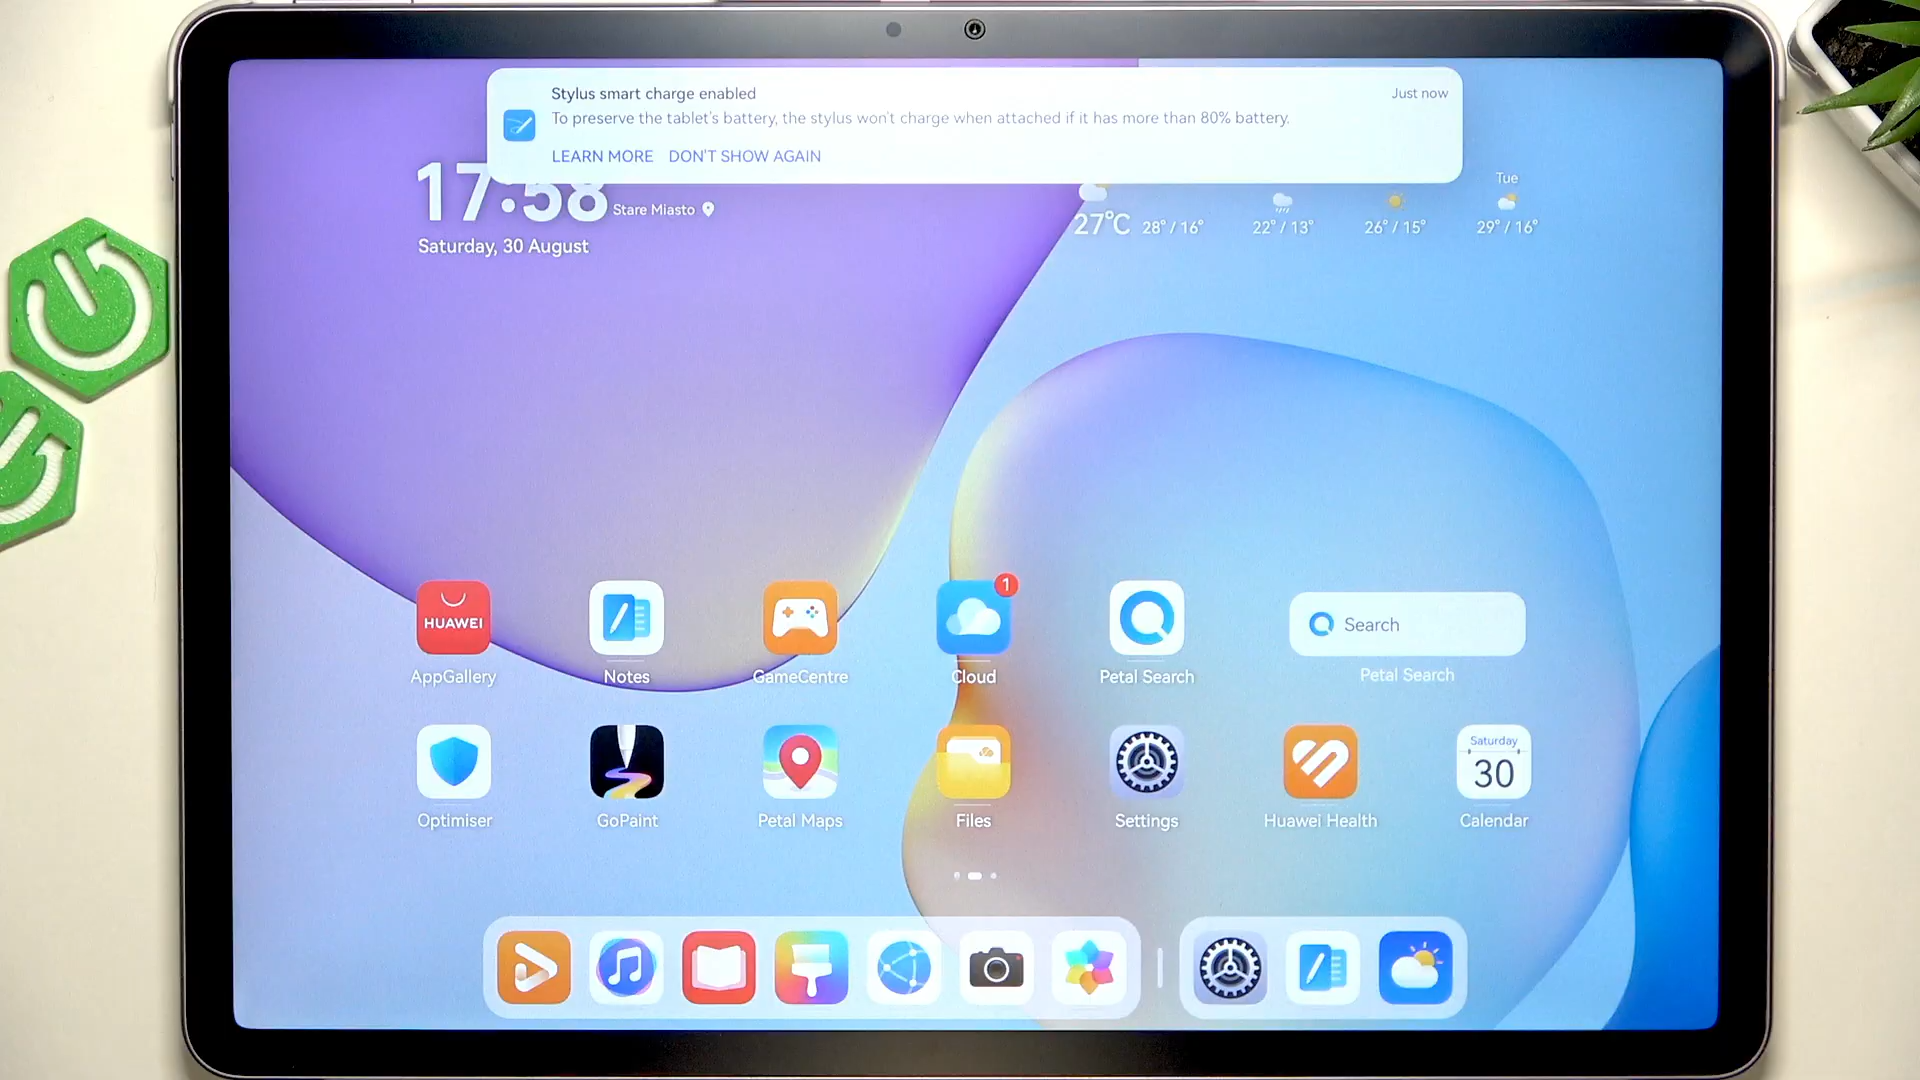 Stylus smart charge enabled
Just now
To preserve the tablet's battery, the stylus won't charge when attached if it has more than 80% battery.
LEARN MORE DON'T SHOW AGAIN
17:58
Stare Miasto
Saturday, 30 August
27°C 28° / 16°
22° / 13°
26° / 15°
Tue
29° / 16°
HUAWEI
AppGallery
Notes
GameCentre
1
Cloud
Petal Search
Search
Petal Search
Optimiser
GoPaint
Petal Maps
Files
Settings
Huawei Health
Saturday
30
Calendar